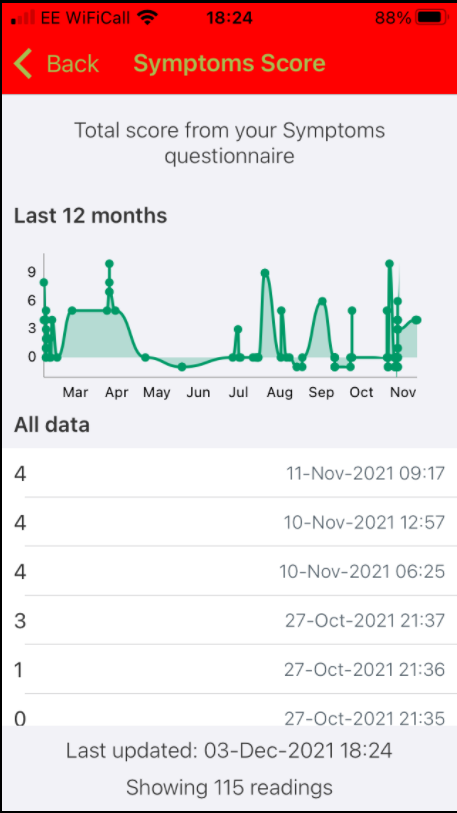 EE WiFiCall 18:24 88%
Back Symptoms Score
Total score from your Symptoms
questionnaire
Last 12 months
9
6
3
0
Mar Apr May Jun Jul Aug Sep Oct Nov
All data
4 11-Nov-2021 09:17
4 10-Nov-2021 12:57
4 10-Nov-2021 06:25
3 27-Oct-2021 21:37
1 27-Oct-2021 21:36
0 27-Oct-2021 21:35
Last updated: 03-Dec-2021 18:24
Showing 115 readings